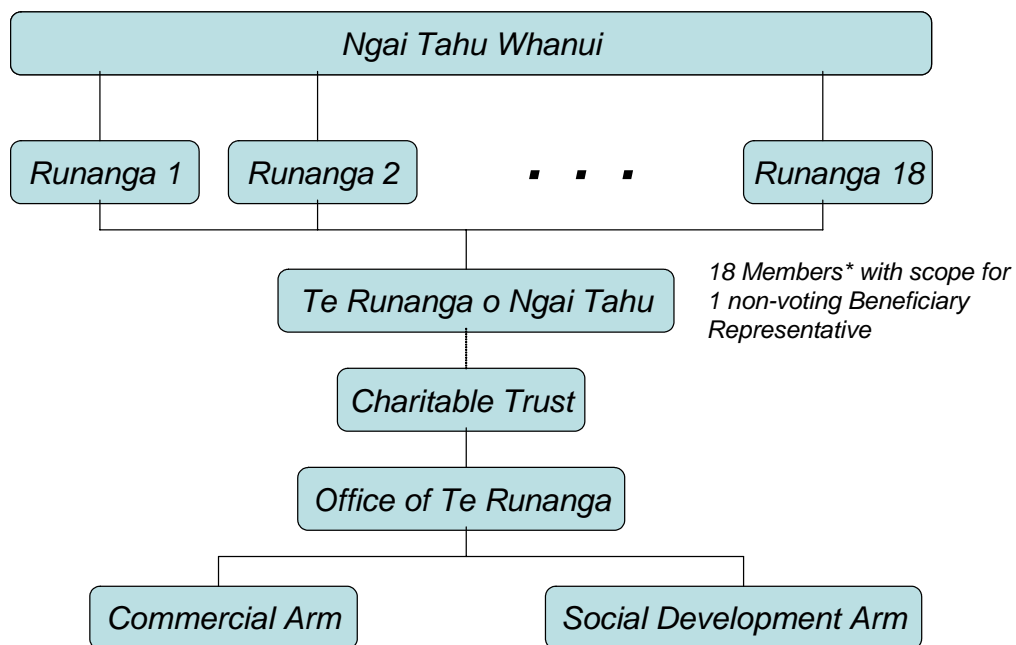 Ngai Tahu Whanui
Runanga 1
Runanga 2
. . .
Runanga 18
Te Runanga o Ngai Tahu
18 Members* with scope for
1 non-voting Beneficiary
Representative
Charitable Trust
Office of Te Runanga
Commercial Arm
Social Development Arm